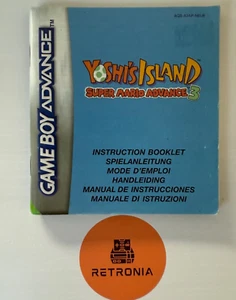 GAME BOY ADVANCE
YOSHI'S ISLAND
SUPER MARIO ADVANCE 3
INSTRUCTION BOOKLET
SPIELANLEITUNG
MODE D'EMPLOI
HANDLEIDING
MANUAL DE INSTRUCCIONES
MANUALE DI ISTRUZIONI
RETRONIA